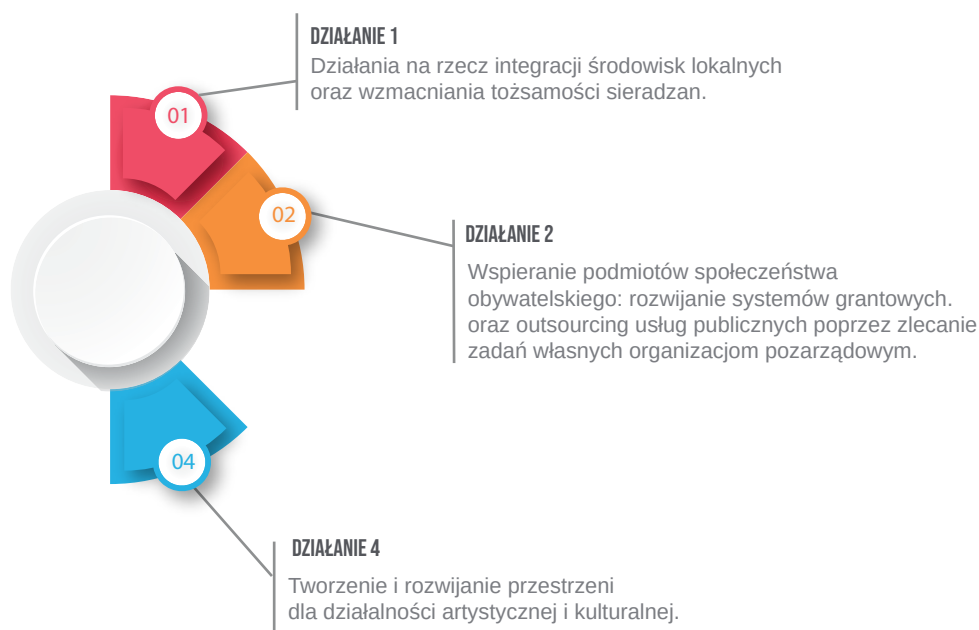 DZIAŁANIE 1
Działania na rzecz integracji środowisk lokalnych
oraz wzmacniania tożsamości sieradzan.
01
02
DZIAŁANIE 2
Wspieranie podmiotów społeczeństwa
obywatelskiego: rozwijanie systemów grantowych.
oraz outsourcing usług publicznych poprzez zlecanie
zadań własnych organizacjom pozarządowym.
04
DZIAŁANIE 4
Tworzenie i rozwijanie przestrzeni
dla działalności artystycznej i kulturalnej.